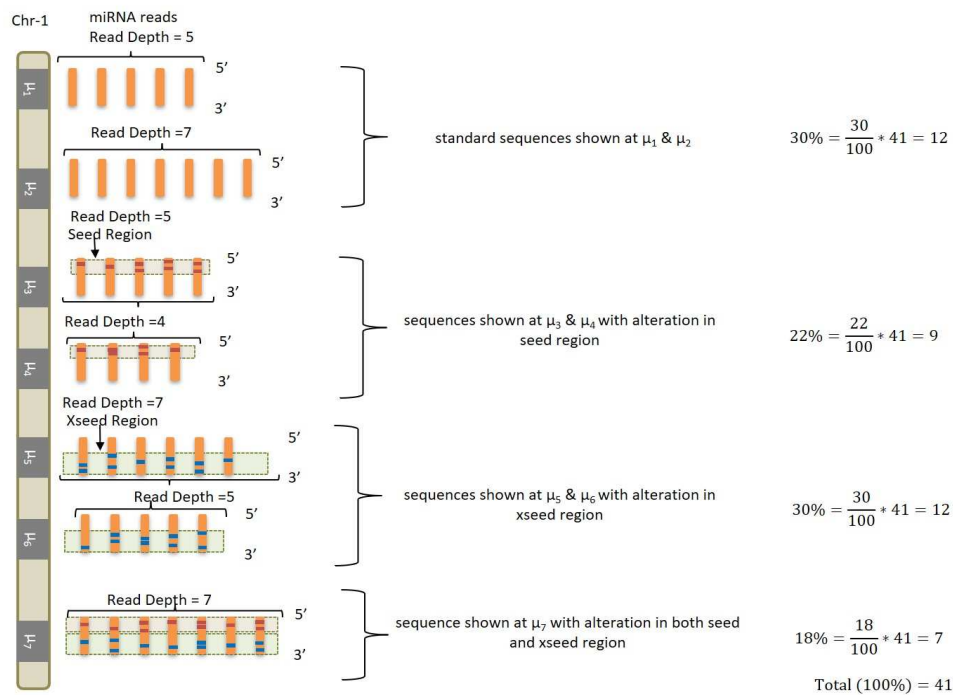 Chr-1
miRNA reads
Read Depth = 5
5′
3′
μ₁
Read Depth =7
5′
3′
μ₂
standard sequences shown at μ₁ & μ₂
30% = 30/100 * 41 = 12
Read Depth =5
Seed Region
5′
3′
μ₃
Read Depth =4
5′
3′
μ₄
sequences shown at μ₃ & μ₄ with alteration in
seed region
22% = 22/100 * 41 = 9
Read Depth =7
Xseed Region
5′
3′
μ₅
Read Depth =5
5′
3′
μ₆
sequences shown at μ₅ & μ₆ with alteration in
xseed region
30% = 30/100 * 41 = 12
Read Depth = 7
5′
3′
μ₇
sequence shown at μ₇ with alteration in both seed
and xseed region
18% = 18/100 * 41 = 7
Total (100%) = 41